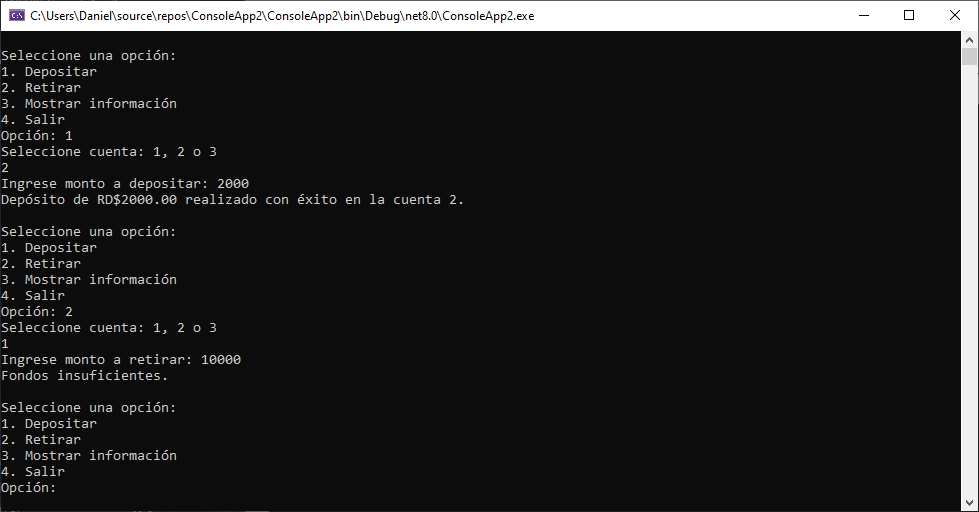 C:\Users\Daniel\source\repos\ConsoleApp2\ConsoleApp2\bin\Debug\net8.0\ConsoleApp2.exe
Seleccione una opción:
1. Depositar
2. Retirar
3. Mostrar información
4. Salir
Opción: 1
Seleccione cuenta: 1, 2 o 3
2
Ingrese monto a depositar: 2000
Depósito de RD$2000.00 realizado con éxito en la cuenta 2.
Seleccione una opción:
1. Depositar
2. Retirar
3. Mostrar información
4. Salir
Opción: 2
Seleccione cuenta: 1, 2 o 3
1
Ingrese monto a retirar: 10000
Fondos insuficientes.
Seleccione una opción:
1. Depositar
2. Retirar
3. Mostrar información
4. Salir
Opción: